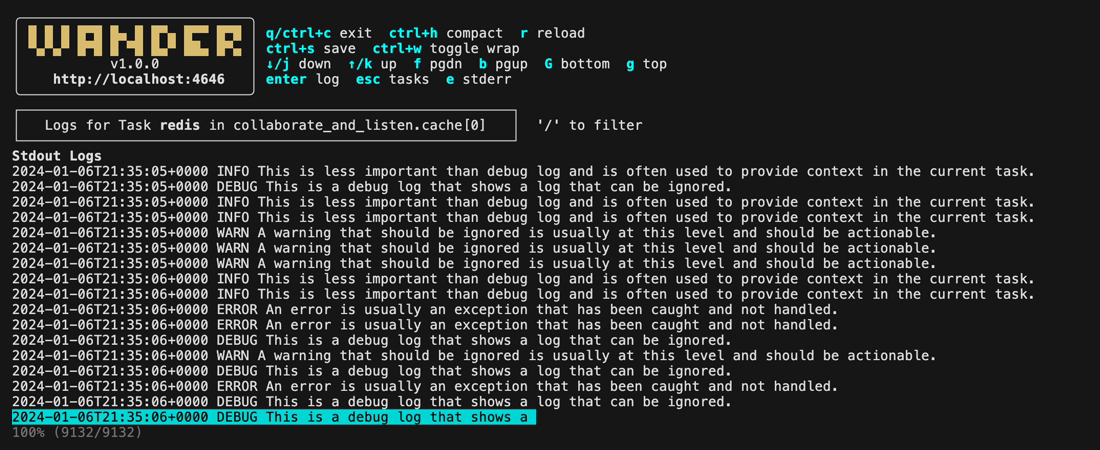 WANDER
v1.0.0
http://localhost:4646
q/ctrl+c exit  ctrl+h compact  r reload
ctrl+s save  ctrl+w toggle wrap
↓/j down  ↑/k up  f pgdn  b pgup  G bottom  g top
enter log  esc tasks  e stderr
Logs for Task redis in collaborate_and_listen.cache[0]  '/' to filter
Stdout Logs
2024-01-06T21:35:05+0000 INFO This is less important than debug log and is often used to provide context in the current task.
2024-01-06T21:35:05+0000 DEBUG This is a debug log that shows a log that can be ignored.
2024-01-06T21:35:05+0000 INFO This is less important than debug log and is often used to provide context in the current task.
2024-01-06T21:35:05+0000 INFO This is less important than debug log and is often used to provide context in the current task.
2024-01-06T21:35:05+0000 WARN A warning that should be ignored is usually at this level and should be actionable.
2024-01-06T21:35:05+0000 WARN A warning that should be ignored is usually at this level and should be actionable.
2024-01-06T21:35:05+0000 WARN A warning that should be ignored is usually at this level and should be actionable.
2024-01-06T21:35:06+0000 INFO This is less important than debug log and is often used to provide context in the current task.
2024-01-06T21:35:06+0000 INFO This is less important than debug log and is often used to provide context in the current task.
2024-01-06T21:35:06+0000 ERROR An error is usually an exception that has been caught and not handled.
2024-01-06T21:35:06+0000 ERROR An error is usually an exception that has been caught and not handled.
2024-01-06T21:35:06+0000 DEBUG This is a debug log that shows a log that can be ignored.
2024-01-06T21:35:06+0000 WARN A warning that should be ignored is usually at this level and should be actionable.
2024-01-06T21:35:06+0000 DEBUG This is a debug log that shows a log that can be ignored.
2024-01-06T21:35:06+0000 ERROR An error is usually an exception that has been caught and not handled.
2024-01-06T21:35:06+0000 DEBUG This is a debug log that shows a log that can be ignored.
2024-01-06T21:35:06+0000 DEBUG This is a debug log that shows a
100% (9132/9132)